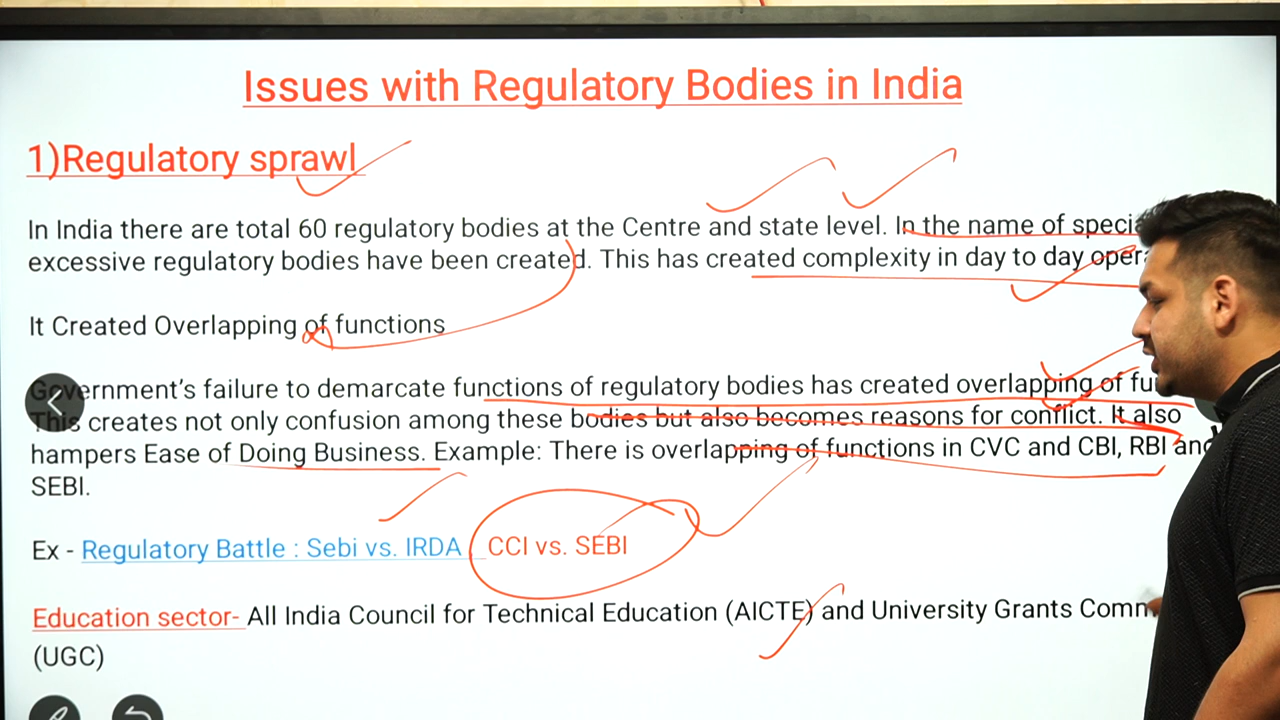 Issues with Regulatory Bodies in India
1)Regulatory sprawl
In India there are total 60 regulatory bodies at the Centre and state level. In the name of
excessive regulatory bodies have been created. This has created complexity in day to day
It Created Overlapping of functions
Government's failure to demarcate functions of regulatory bodies has created overlapping of
This creates not only confusion among these bodies but also becomes reasons for conflict. It also
hampers Ease of Doing Business. Example: There is overlapping of functions in CVC and CBI, RBI and
SEBI.
Ex - Regulatory Battle : Sebi vs. IRDA CCI vs. SEBI
Education sector- All India Council for Technical Education (AICTE) and University Grants
(UGC)